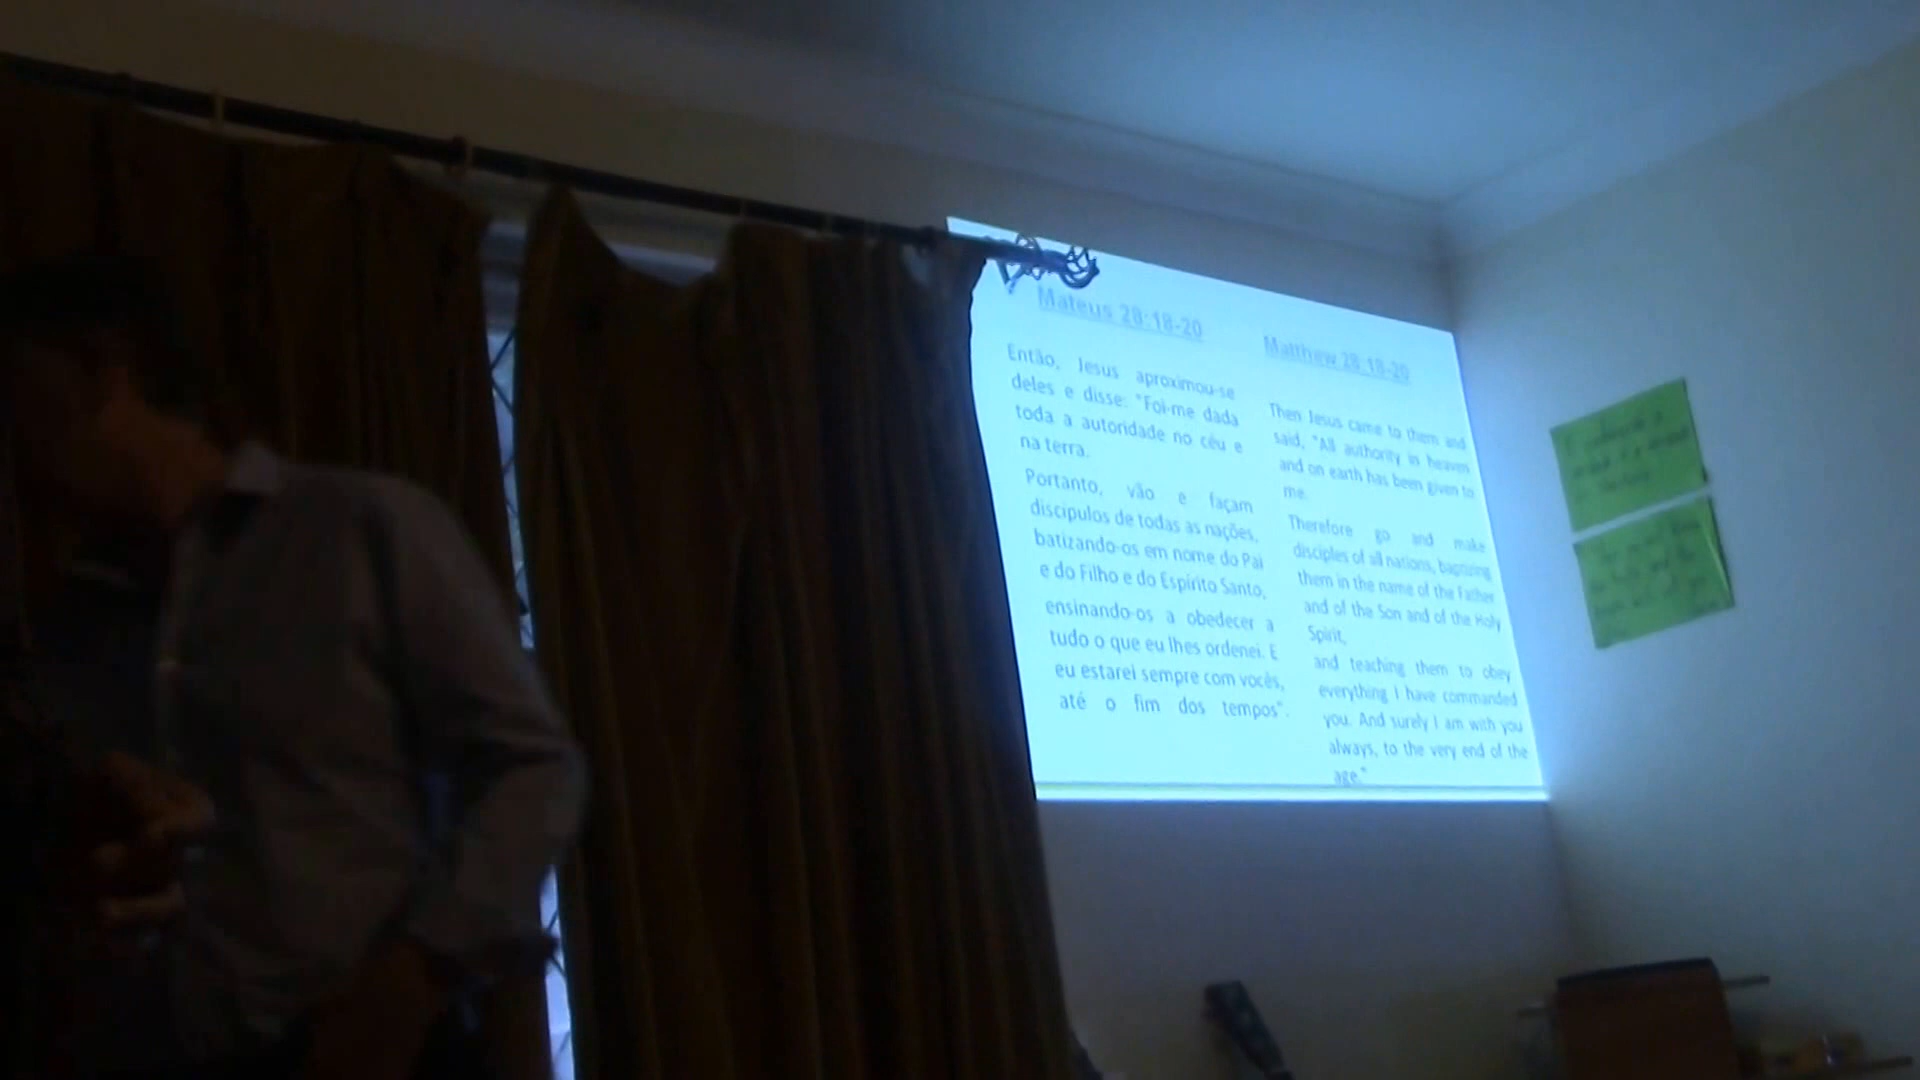 Mateus 28:18-20
Então, Jesus aproximou-se
deles e disse: "Foi-me dada
toda a autoridade no céu e
na terra.
Portanto, vão e façam
discípulos de todas as nações,
batizando-os em nome do Pai
e do Filho e do Espírito Santo,
ensinando-os a obedecer a
tudo o que eu lhes ordenei. E
eu estarei sempre com vocês,
até o fim dos tempos".
Matthew 28 18-20
Then Jesus came to them and
said, "All authority in heaven
and on earth has been given to
me.
Therefore go and make
disciples of all nations, baptizing
them in the name of the Father
and of the Son and of the Holy
Spirit,
and teaching them to obey
everything I have commanded
you. And surely I am with you
always, to the very end of the
age."